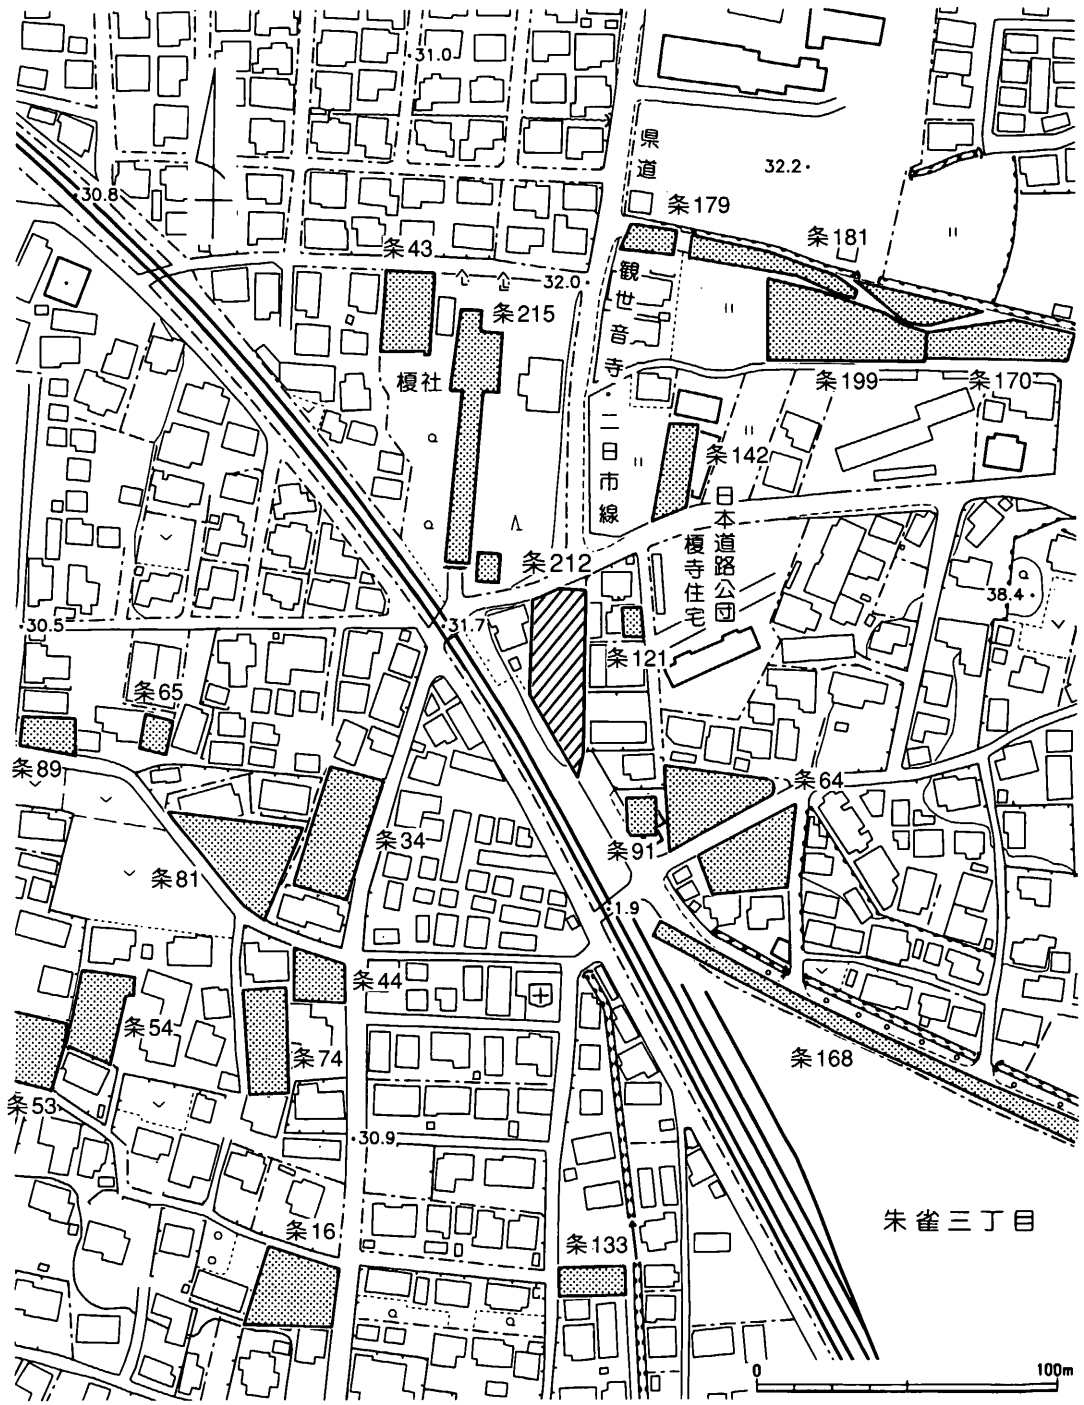 31.0
県道
32.2
30.8
条179
条181
条43
32.0
観世音寺・二日市線
条215
榎社
条199
条170
条142
日本道路公団
榎寺住宅
条212
38.4
30.5
31.7
条121
条65
条89
条64
条34
条91
条81
31.9
条44
条54
条74
条168
条53
30.9
朱雀三丁目
条16
条133
0
100m